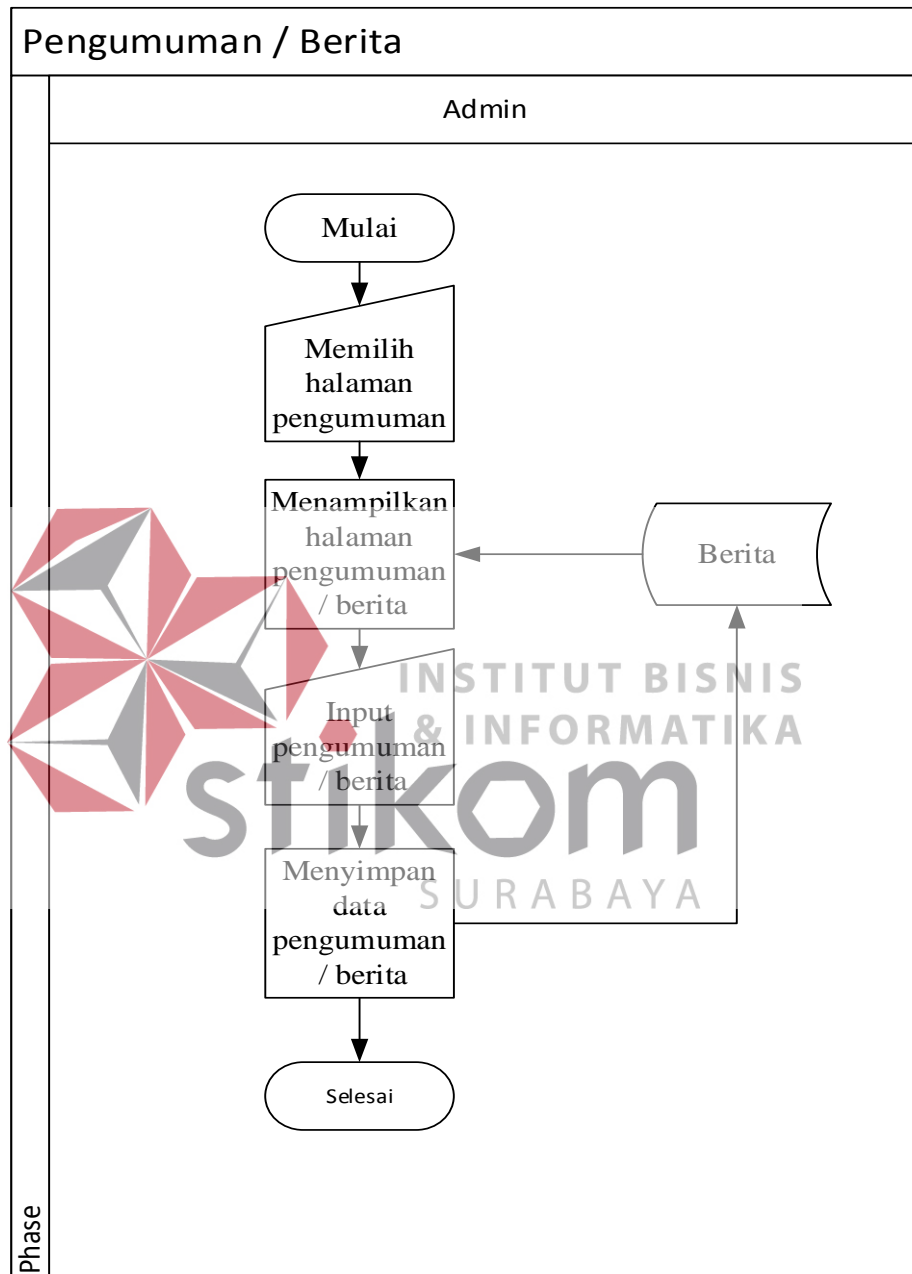 Pengumuman / Berita
Admin
Mulai
Memilih
halaman
pengumuman
Menampilkan
halaman
pengumuman
/ berita
Berita
Input
pengumuman
/ berita
Menyimpan
data
pengumuman
/ berita
Selesai
Phase
INSTITUT BISNIS
& INFORMATIKA
stikom
SURABAYA